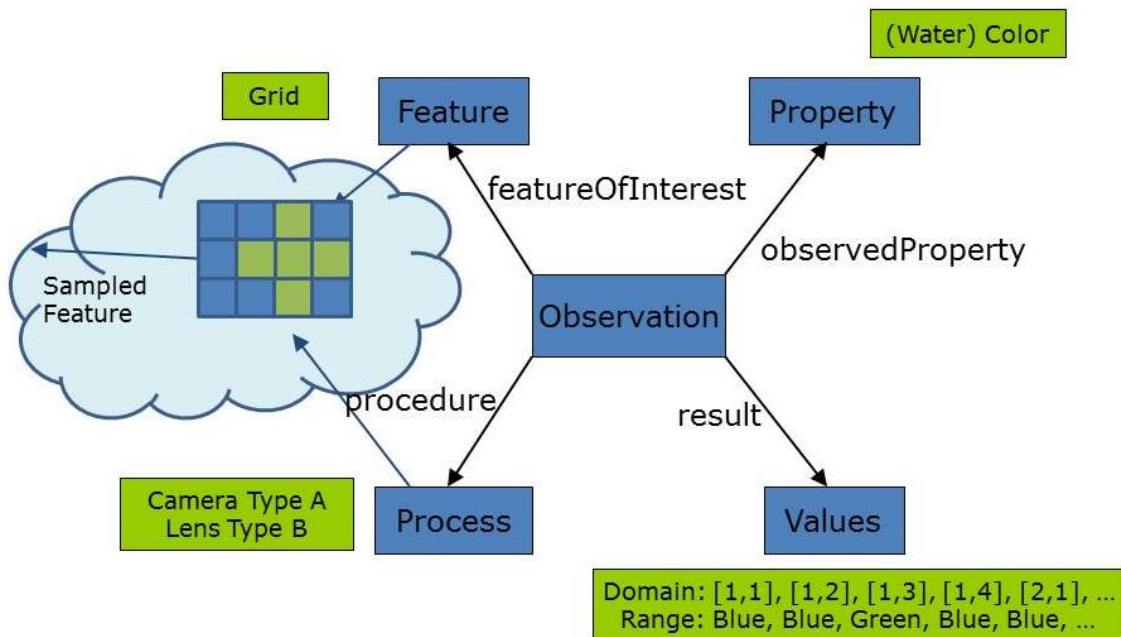 (Water) Color
Grid
Feature
Property
featureOfInterest
observedProperty
Sampled
Feature
Observation
procedure
result
Camera Type A
Lens Type B
Process
Values
Domain: [1,1], [1,2], [1,3], [1,4], [2,1], ...
Range: Blue, Blue, Green, Blue, Blue, ...